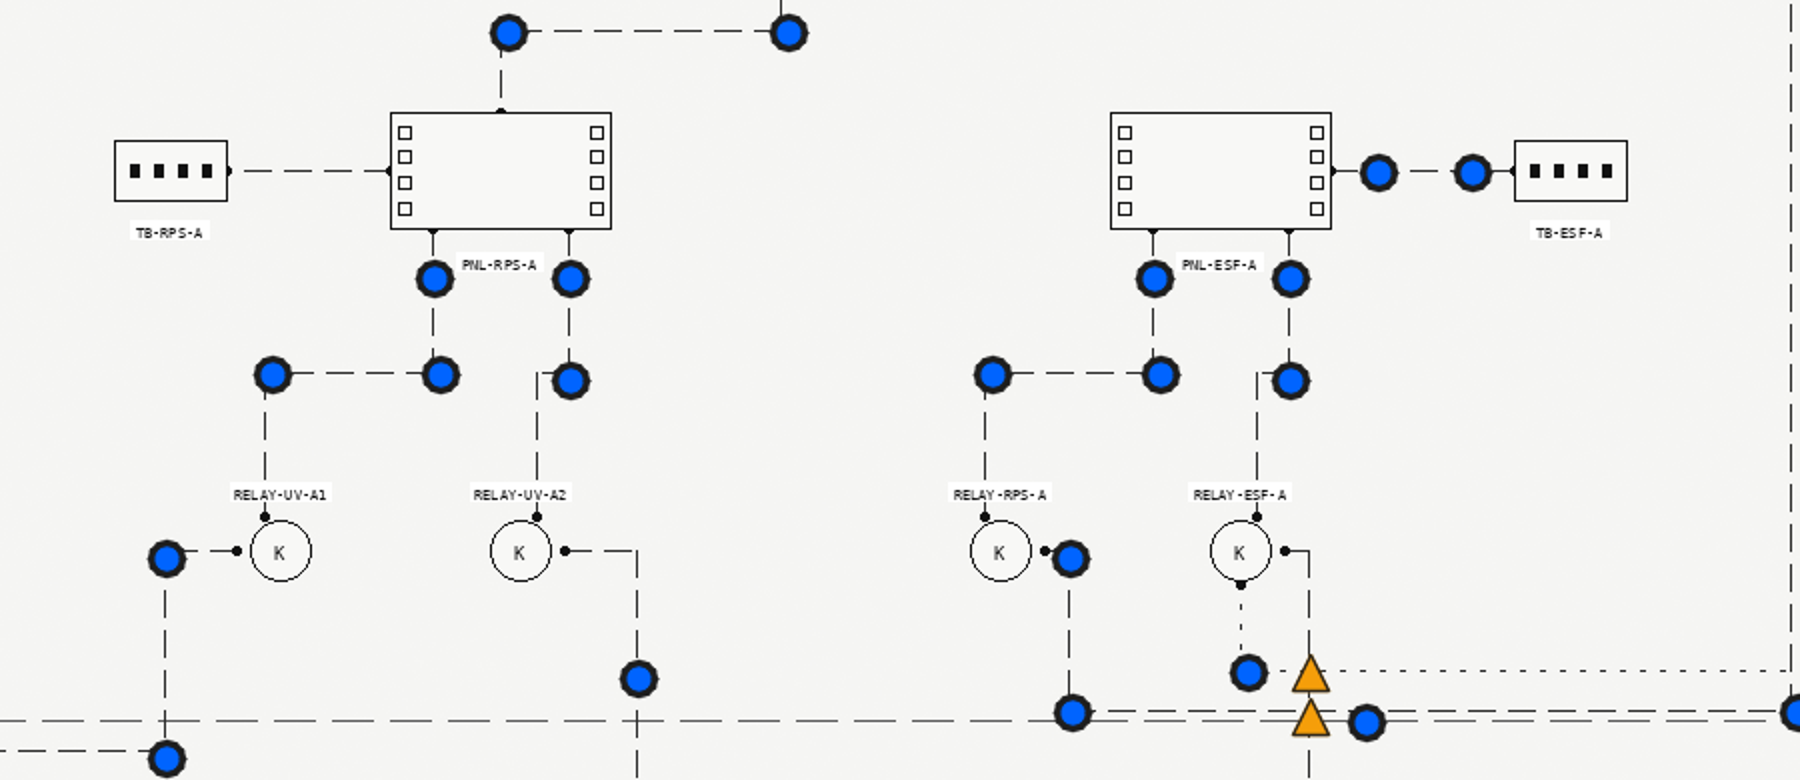 TB-RPS-A
TB-ESF-A
PNL-RPS-A
PNL-ESF-A
RELAY-UV-A1
RELAY-UV-A2
RELAY-RPS-A
RELAY-ESF-A
K
K
K
K